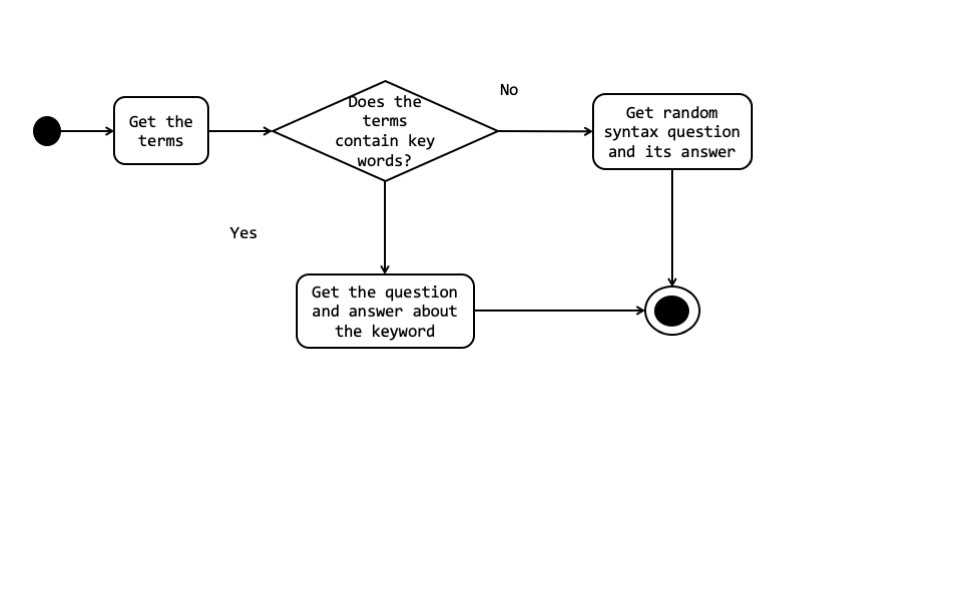 Get the
terms
Does the
terms
contain key
words?
No
Get random
syntax question
and its answer
Yes
Get the question
and answer about
the keyword